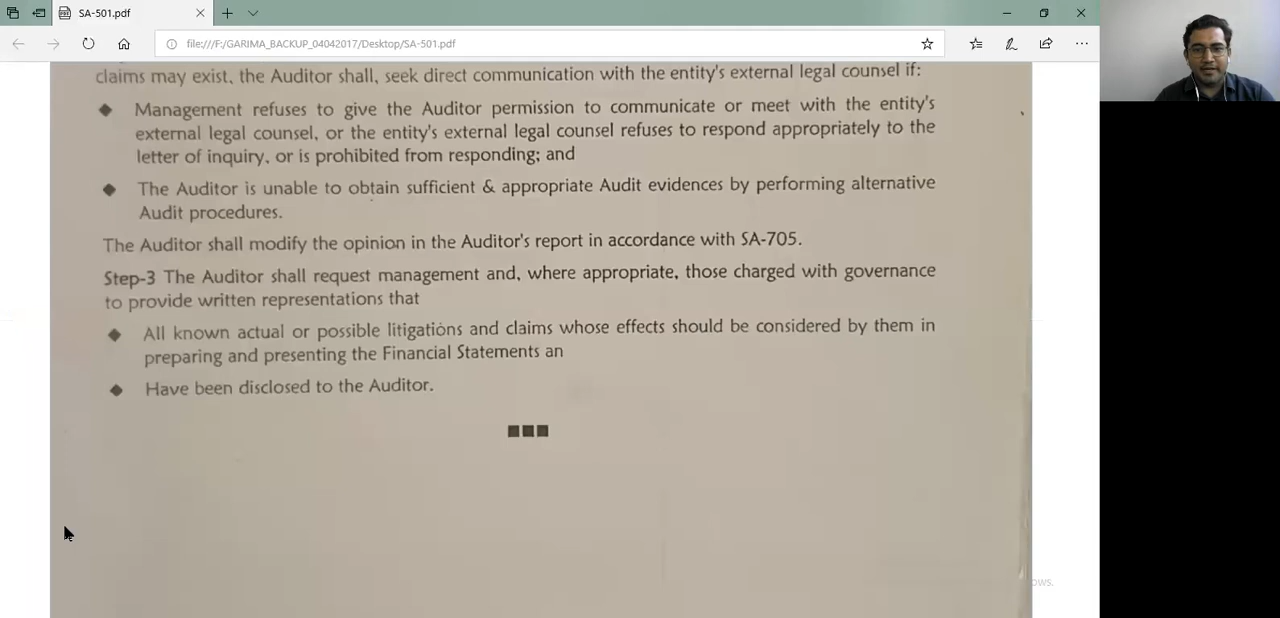 SA-501.pdf
file:///F:/GARIMA_BACKUP_04042017/Desktop/SA-501.pdf
claims may exist, the Auditor shall, seek direct communication with the entity's external legal counsel if:
Management refuses to give the Auditor permission to communicate or meet with the entity's
external legal counsel, or the entity's external legal counsel refuses to respond appropriately to the
letter of inquiry, or is prohibited from responding; and
The Auditor is unable to obtain sufficient & appropriate Audit evidences by performing alternative
Audit procedures.
The Auditor shall modify the opinion in the Auditor's report in accordance with SA-705.
Step-3 The Auditor shall request management and, where appropriate, those charged with governance
to provide written representations that
All known actual or possible litigations and claims whose effects should be considered by them in
preparing and presenting the Financial Statements an
Have been disclosed to the Auditor.
ows.